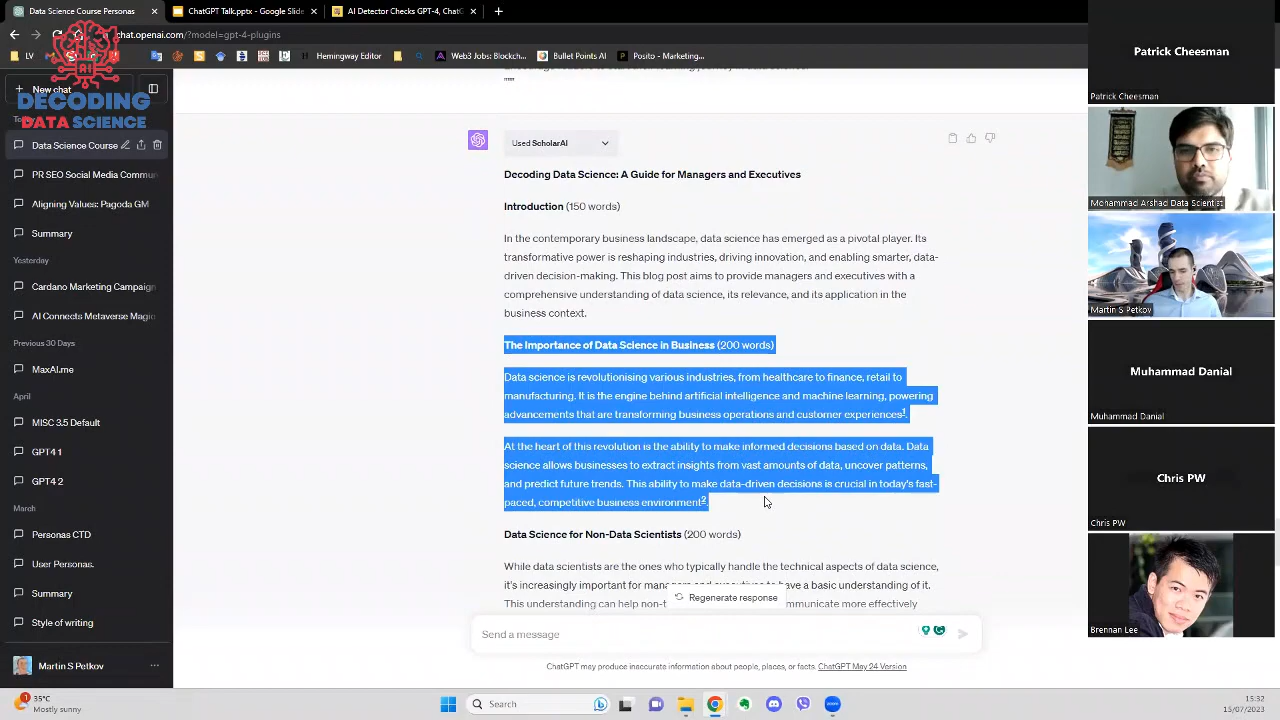 ChatGPT Talk.pptx - Google Slide
AI Detector Checks GPT-4, ChatG
chat.openai.com/?model=gpt-4-plugins
LV
M
H Hemingway Editor
Web3 Jobs: Blockchain...
Bullet Points AI
Posito - Marketing...
New chat
DECODING
DATA SCIENCE
Data Science Course
PR SEO Social Media Commu
Aligning Values: Pagoda GM
Summary
Yesterday
Cardano Marketing Campaign
AI Connects Metaverse Magic
Previous 30 Days
MaxAI.me
April
MISC 3.5 Default
GPT4 1
GPT4 2
March
Personas CTD
User Personas.
Summary
Style of writing
Martin S Petkov
"""
Used ScholarAI
Decoding Data Science: A Guide for Managers and Executives
Introduction (150 words)
In the contemporary business landscape, data science has emerged as a pivotal player. Its
transformative power is reshaping industries, driving innovation, and enabling smarter, data-
driven decision-making. This blog post aims to provide managers and executives with a
comprehensive understanding of data science, its relevance, and its application in the
business context.
The Importance of Data Science in Business (200 words)
Data science is revolutionising various industries, from healthcare to finance, retail to
manufacturing. It is the engine behind artificial intelligence and machine learning, powering
advancements that are transforming business operations and customer experiences1.
At the heart of this revolution is the ability to make informed decisions based on data. Data
science allows businesses to extract insights from vast amounts of data, uncover patterns,
and predict future trends. This ability to make data-driven decisions is crucial in today's fast-
paced, competitive business environment2.
Data Science for Non-Data Scientists (200 words)
While data scientists are the ones who typically handle the technical aspects of data science,
it's increasingly important for managers and executives to have a basic understanding of it.
This understanding can help non-t
mmunicate more effectively
Regenerate response
Send a message
ChatGPT may produce inaccurate information about people, places, or facts. ChatGPT May 24 Version
Patrick Cheesman
Patrick Cheesman
Mohammad Arshad Data Scientist
Martin S Petkov
Muhammad Danial
Muhammad Danial
Chris PW
Chris PW
Brennan Lee
1
35°C
Mostly sunny
Search
15:32
15/07/2023